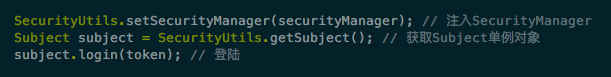 SecurityUtils.setSecurityManager(securityManager); // 注入SecurityManager
Subject subject = SecurityUtils.getSubject(); // 获取Subject单例对象
subject.login(token); // 登陆